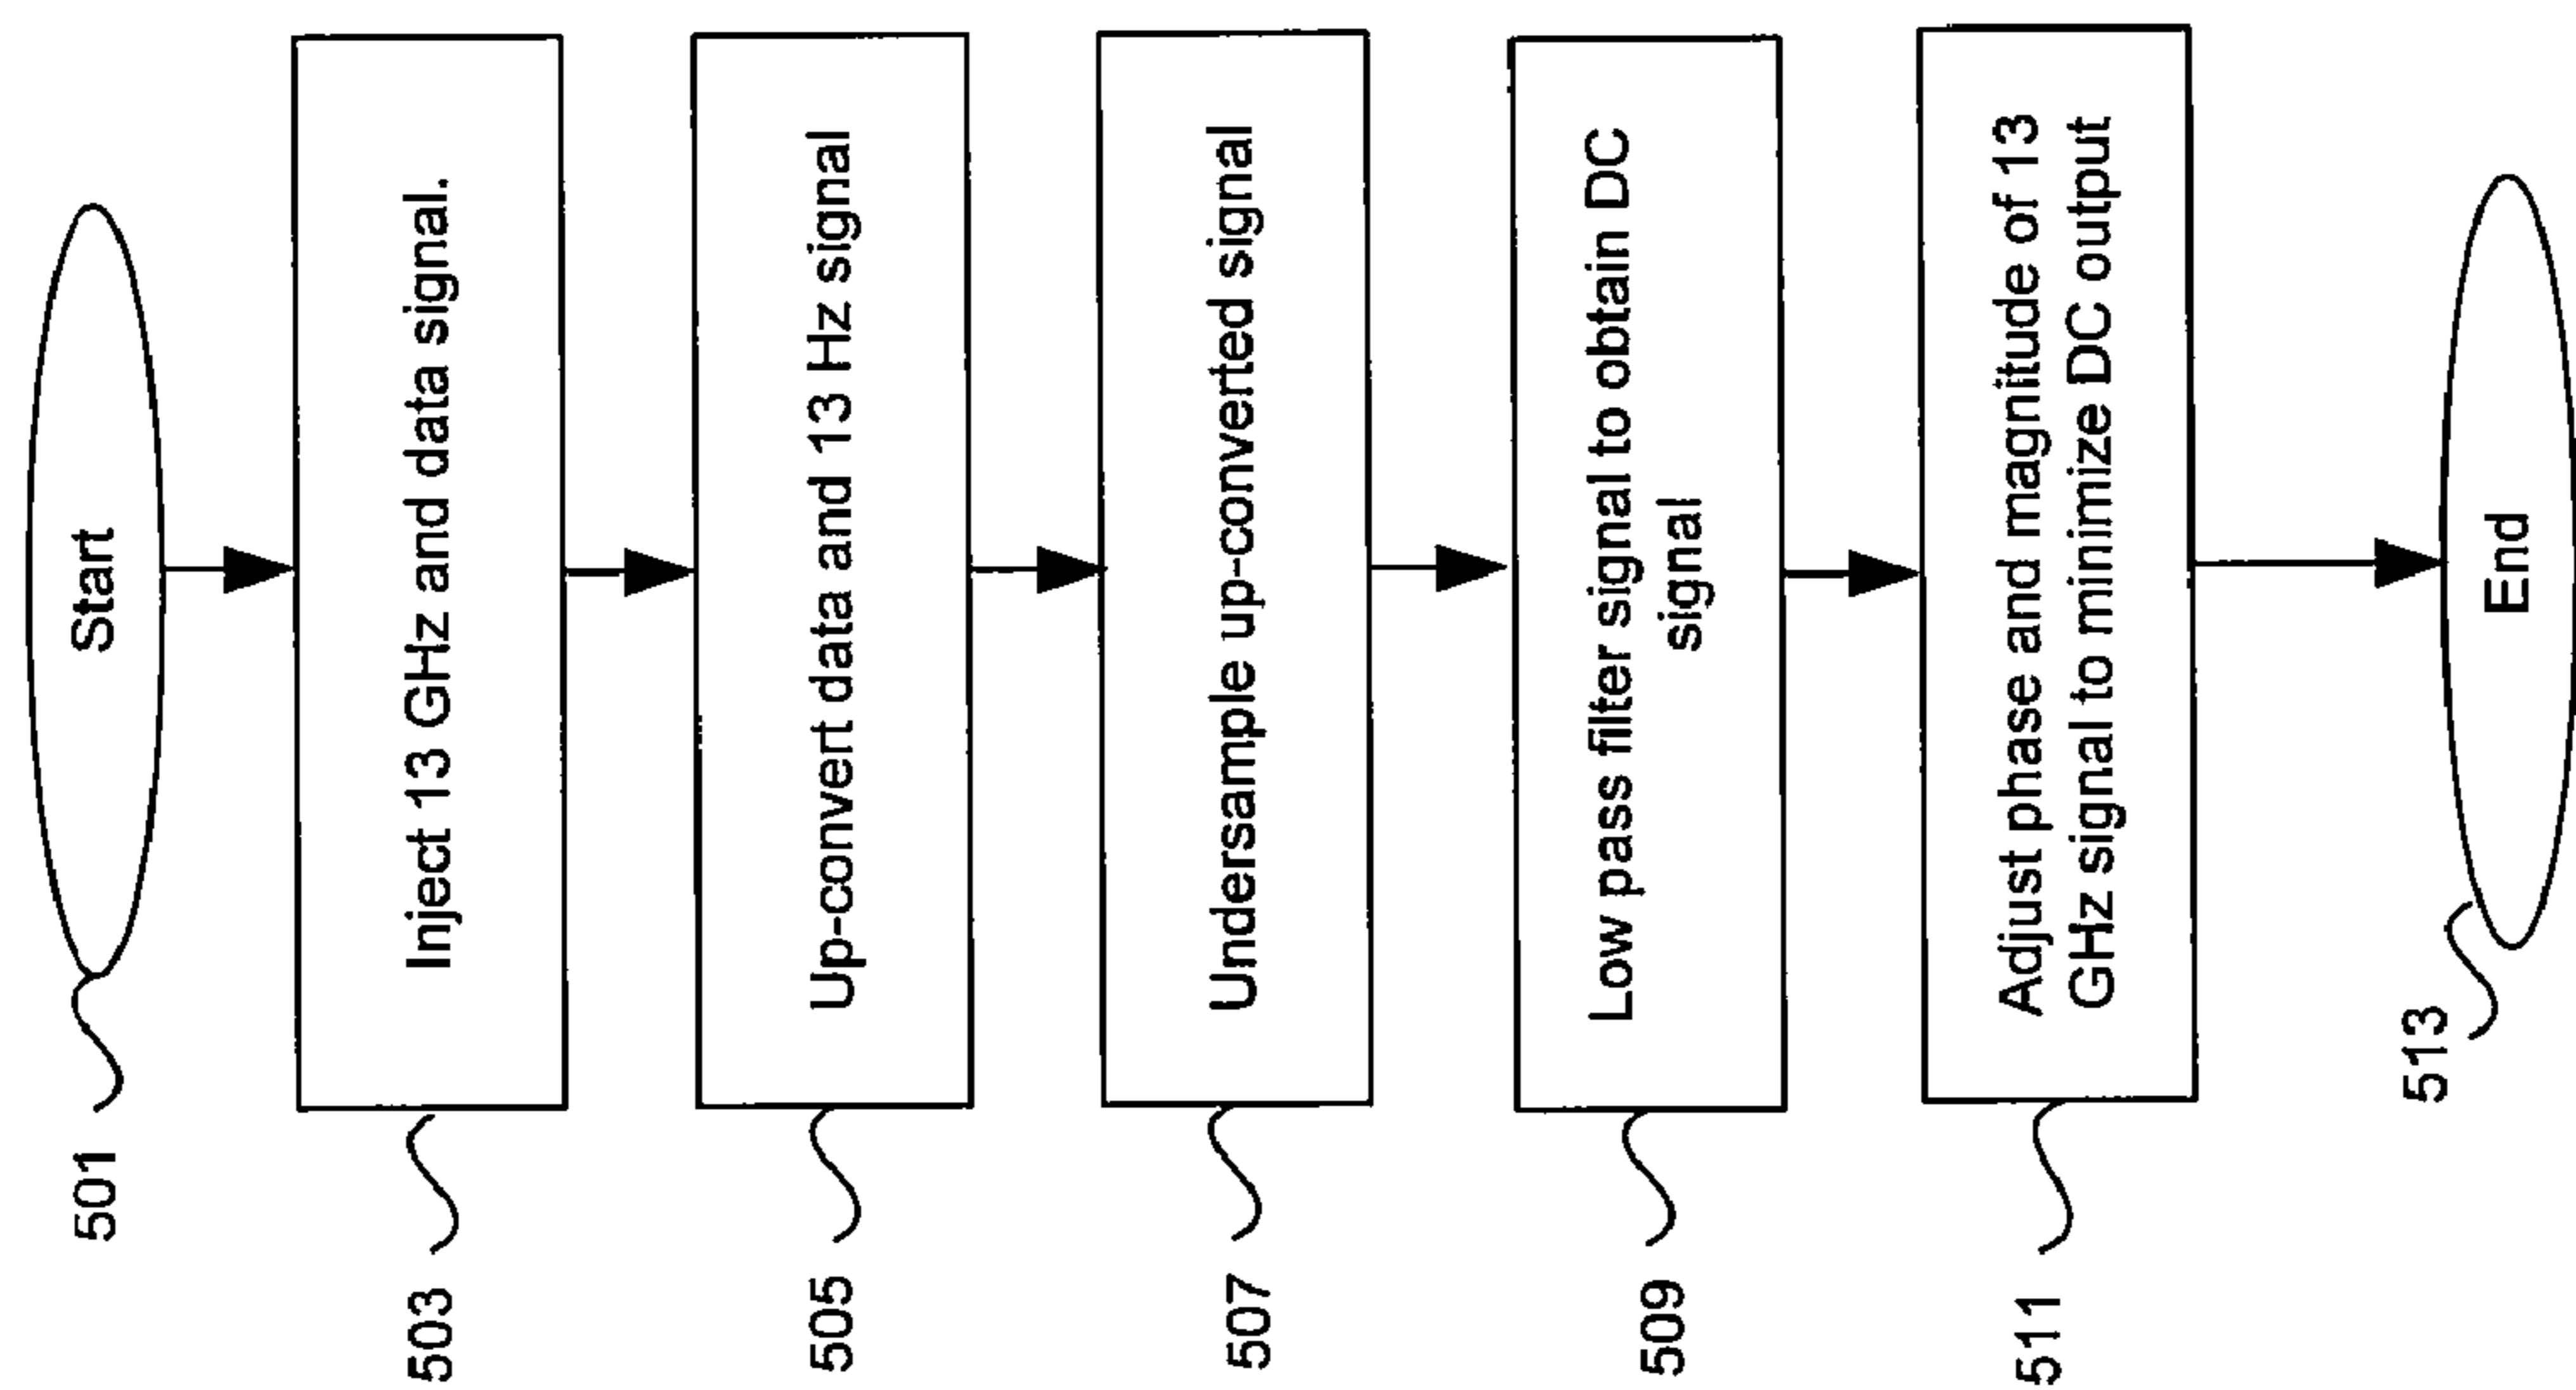 501
Start
503
Inject 13 GHz and data signal.
505
Up-convert data and 13 Hz signal
507
Undersample up-converted signal
509
Low pass filter signal to obtain DC
signal
511
Adjust phase and magnitude of 13
GHz signal to minimize DC output
513
End